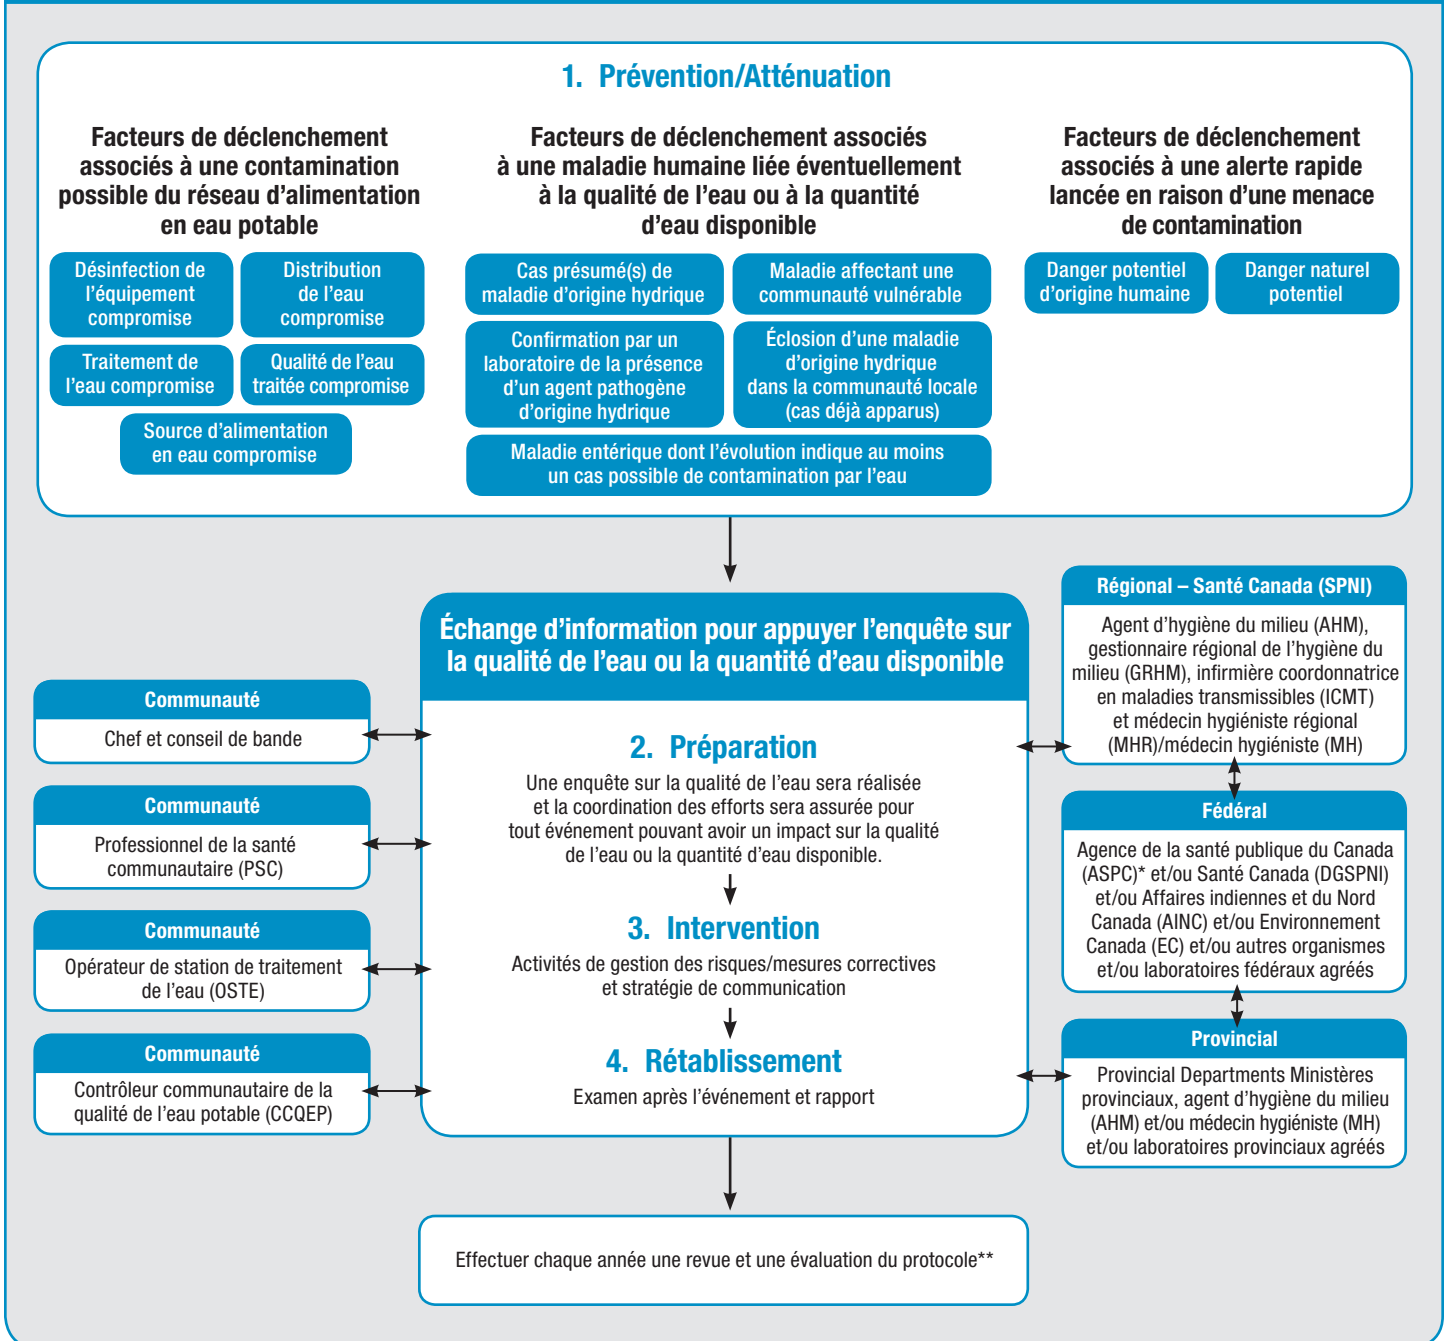 1. Prévention/Atténuation
Facteurs de déclenchement
associés à une contamination
possible du réseau d'alimentation
en eau potable
Désinfection de
l'équipement
compromise
Distribution
de l'eau
compromise
Traitement de
l'eau compromise
Qualité de l'eau
traitée compromise
Source d'alimentation
en eau compromise
Facteurs de déclenchement associés
à une maladie humaine liée éventuellement
à la qualité de l'eau ou à la quantité
d'eau disponible
Cas présumé(s) de
maladie d'origine hydrique
Maladie affectant une
communauté vulnérable
Confirmation par un
laboratoire de la présence
d'un agent pathogène
d'origine hydrique
Éclosion d'une maladie
d'origine hydrique
dans la communauté locale
(cas déjà apparus)
Maladie entérique dont l'évolution indique au moins
un cas possible de contamination par l'eau
Facteurs de déclenchement
associés à une alerte rapide
lancée en raison d'une menace
de contamination
Danger potentiel
d'origine humaine
Danger naturel
potentiel
Échange d'information pour appuyer l'enquête sur
la qualité de l'eau ou la quantité d'eau disponible
2. Préparation
Une enquête sur la qualité de l'eau sera réalisée
et la coordination des efforts sera assurée pour
tout événement pouvant avoir un impact sur la qualité
de l'eau ou la quantité d'eau disponible.
3. Intervention
Activités de gestion des risques/mesures correctives
et stratégie de communication
4. Rétablissement
Examen après l'événement et rapport
Communauté
Chef et conseil de bande
Communauté
Professionnel de la santé
communautaire (PSC)
Communauté
Opérateur de station de traitement
de l'eau (OSTE)
Communauté
Contrôleur communautaire de la
qualité de l'eau potable (CCQEP)
Régional – Santé Canada (SPNI)
Agent d'hygiène du milieu (AHM),
gestionnaire régional de l'hygiène du
milieu (GRHM), infirmière coordonnatrice
en maladies transmissibles (ICMT)
et médecin hygiéniste régional
(MHR)/médecin hygiéniste (MH)
Fédéral
Agence de la santé publique du Canada
(ASPC)* et/ou Santé Canada (DGSPNI)
et/ou Affaires indiennes et du Nord
Canada (AINC) et/ou Environnement
Canada (EC) et/ou autres organismes
et/ou laboratoires fédéraux agréés
Provincial
Provincial Departments Ministères
provinciaux, agent d'hygiène du milieu
(AHM) et/ou médecin hygiéniste (MH)
et/ou laboratoires provinciaux agréés
Effectuer chaque année une revue et une évaluation du protocole**